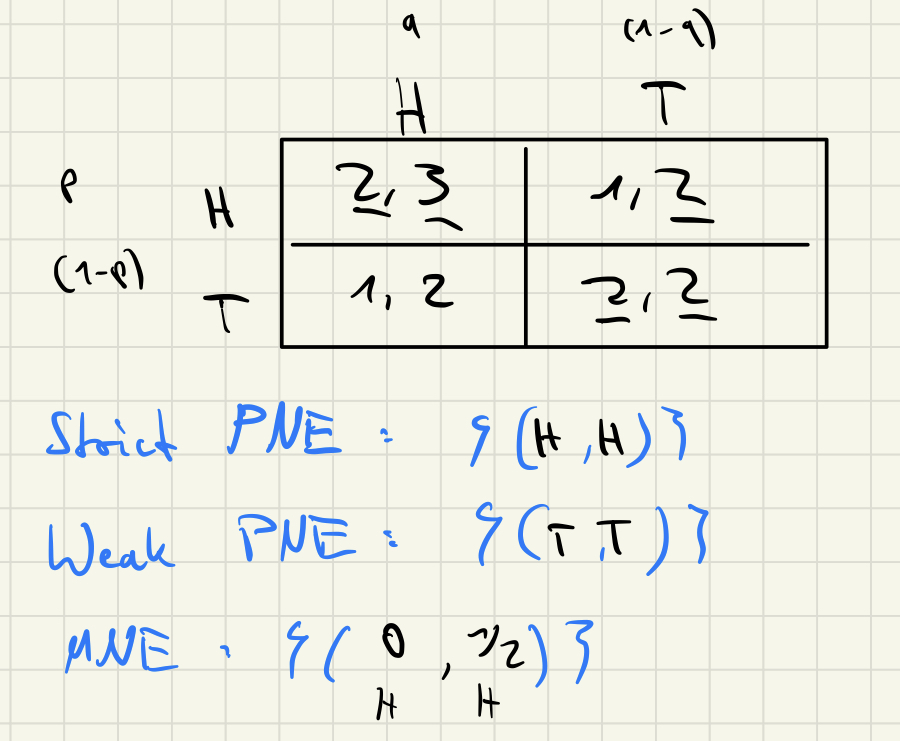 q (1-q)
H T
p H 2, 3 1, 2
(1-p) T 1, 2 2, 2
Strict PNE : {(H, H)}
Weak PNE : {(T, T)}
MNE : {(0, 1/2)}
H H